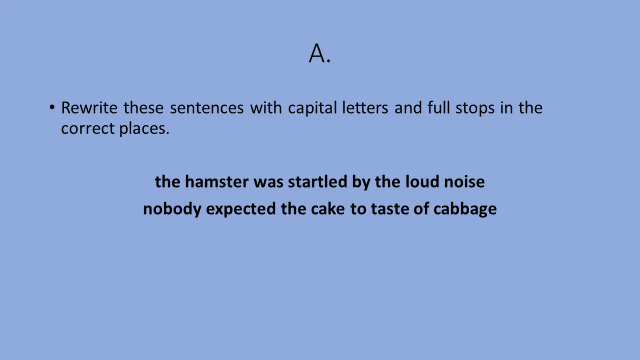 A.
• Rewrite these sentences with capital letters and full stops in the
correct places.
the hamster was startled by the loud noise
nobody expected the cake to taste of cabbage